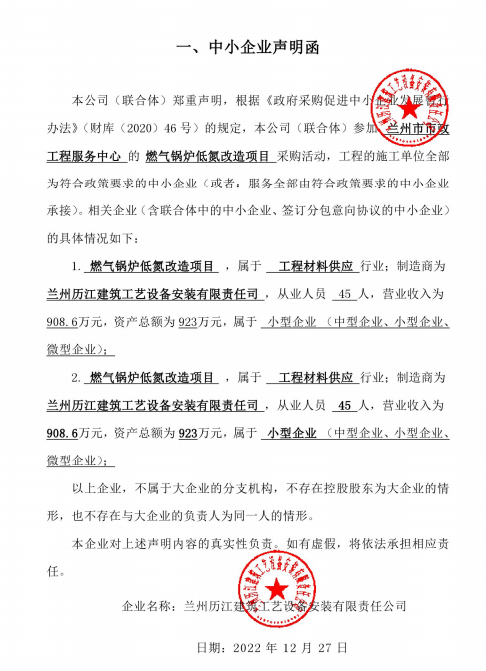 一、中小企业声明函
本公司（联合体）郑重声明，根据《政府采购促进中小企业发展管理
办法》（财库（2020）46 号）的规定，本公司（联合体）参加 兰州市市政
工程服务中心 的 燃气锅炉低氮改造项目 采购活动，工程的施工单位全部
为符合政策要求的中小企业（或者：服务全部由符合政策要求的中小企业
承接）。相关企业（含联合体中的中小企业、签订分包意向协议的中小企业）
的具体情况如下：
1. 燃气锅炉低氮改造项目 ，属于 工程材料供应 行业；制造商为
兰州历江建筑工艺设备安装有限责任司，从业人员 45 人，营业收入为
908.6万元，资产总额为 923万元，属于 小型企业 （中型企业、小型企业、
微型企业）；
2. 燃气锅炉低氮改造项目 ，属于 工程材料供应 行业；制造商为
兰州历江建筑工艺设备安装有限责任司，从业人员 45 人，营业收入为
908.6万元，资产总额为 923万元，属于 小型企业 （中型企业、小型企业、
微型企业）；
以上企业，不属于大企业的分支机构，不存在控股股东为大企业的情
形，也不存在与大企业的负责人为同一人的情形。
本企业对上述声明内容的真实性负责。如有虚假，将依法承担相应责
任。
企业名称：兰州历江建筑工艺设备安装有限责任公司
日期：2022 年 12 月 27 日